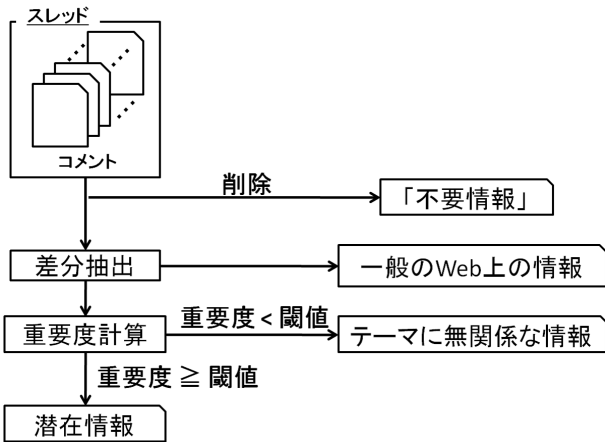 スレッド
コメント
削除
「不要情報」
差分抽出
一般のWeb上の情報
重要度計算
重要度 < 閾値
テーマに無関係な情報
重要度 ≧ 閾値
潜在情報